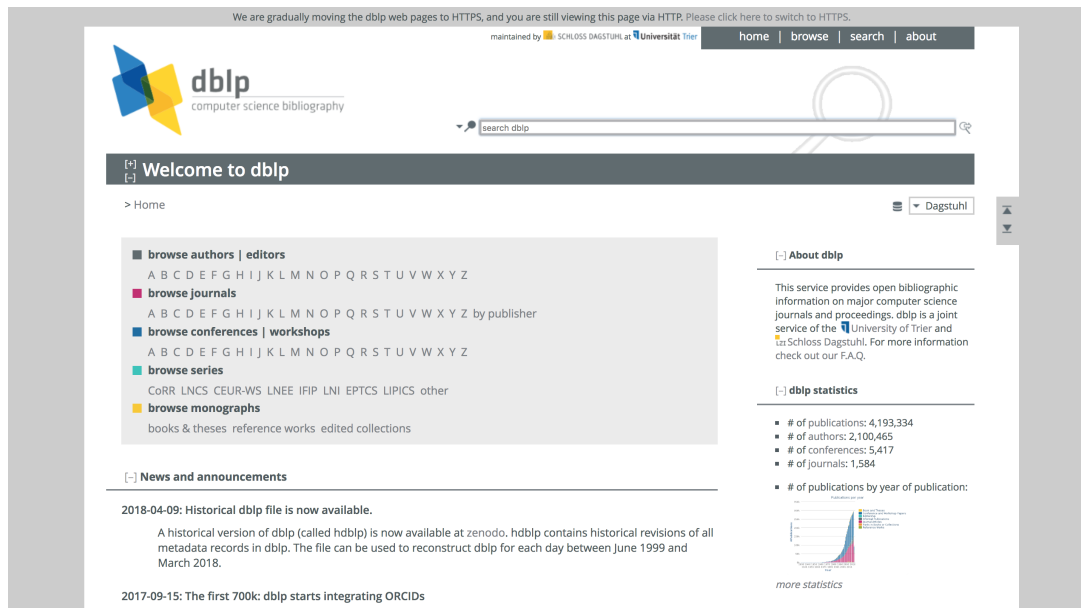 We are gradually moving the dblp web pages to HTTPS, and you are still viewing this page via HTTP. Please click here to switch to HTTPS.
maintained by SCHLOSS DAGSTUHL at Universität Trier
home | browse | search | about
dblp
computer science bibliography
search dblp
[+]
[–]
Welcome to dblp
> Home
Dagstuhl
browse authors | editors
A B C D E F G H I J K L M N O P Q R S T U V W X Y Z
browse journals
A B C D E F G H I J K L M N O P Q R S T U V W X Y Z by publisher
browse conferences | workshops
A B C D E F G H I J K L M N O P Q R S T U V W X Y Z
browse series
CoRR LNCS CEUR-WS LNEE IFIP LNI EPTCS LIPICS other
browse monographs
books & theses reference works edited collections
[–] News and announcements
2018-04-09: Historical dblp file is now available.
A historical version of dblp (called hdblp) is now available at zenodo. hdblp contains historical revisions of all
metadata records in dblp. The file can be used to reconstruct dblp for each day between June 1999 and
March 2018.
2017-09-15: The first 700k: dblp starts integrating ORCIDs
[–] About dblp
This service provides open bibliographic
information on major computer science
journals and proceedings. dblp is a joint
service of the University of Trier and
LZI Schloss Dagstuhl. For more information
check out our F.A.Q.
[–] dblp statistics
# of publications: 4,193,334
# of authors: 2,100,465
# of conferences: 5,417
# of journals: 1,584
# of publications by year of publication:
Publications per year
more statistics